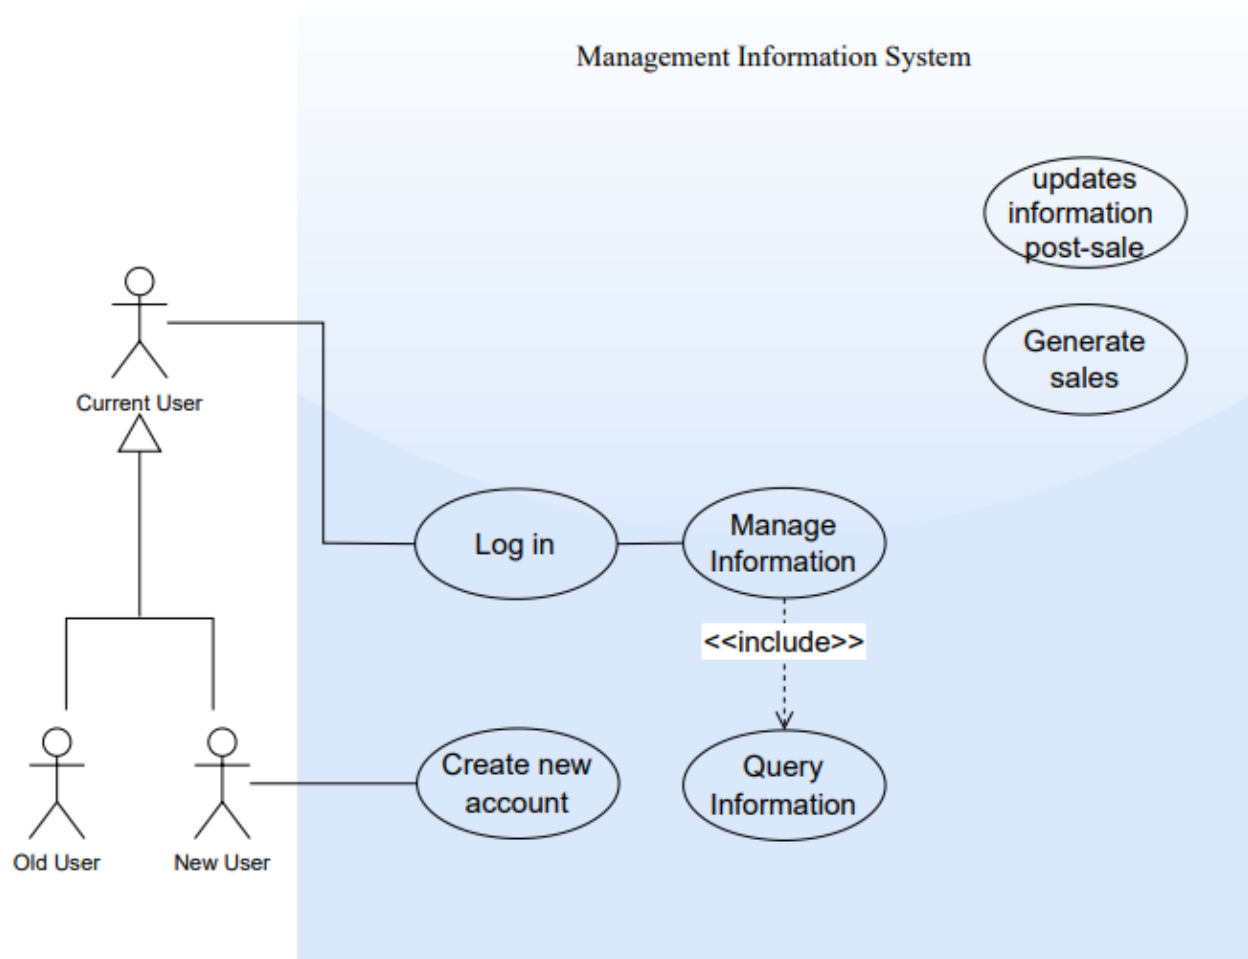 Management Information System
updates
information
post-sale
Generate
sales
Current User
Log in
Manage
Information
<<include>>
Create new
account
Query
Information
Old User
New User